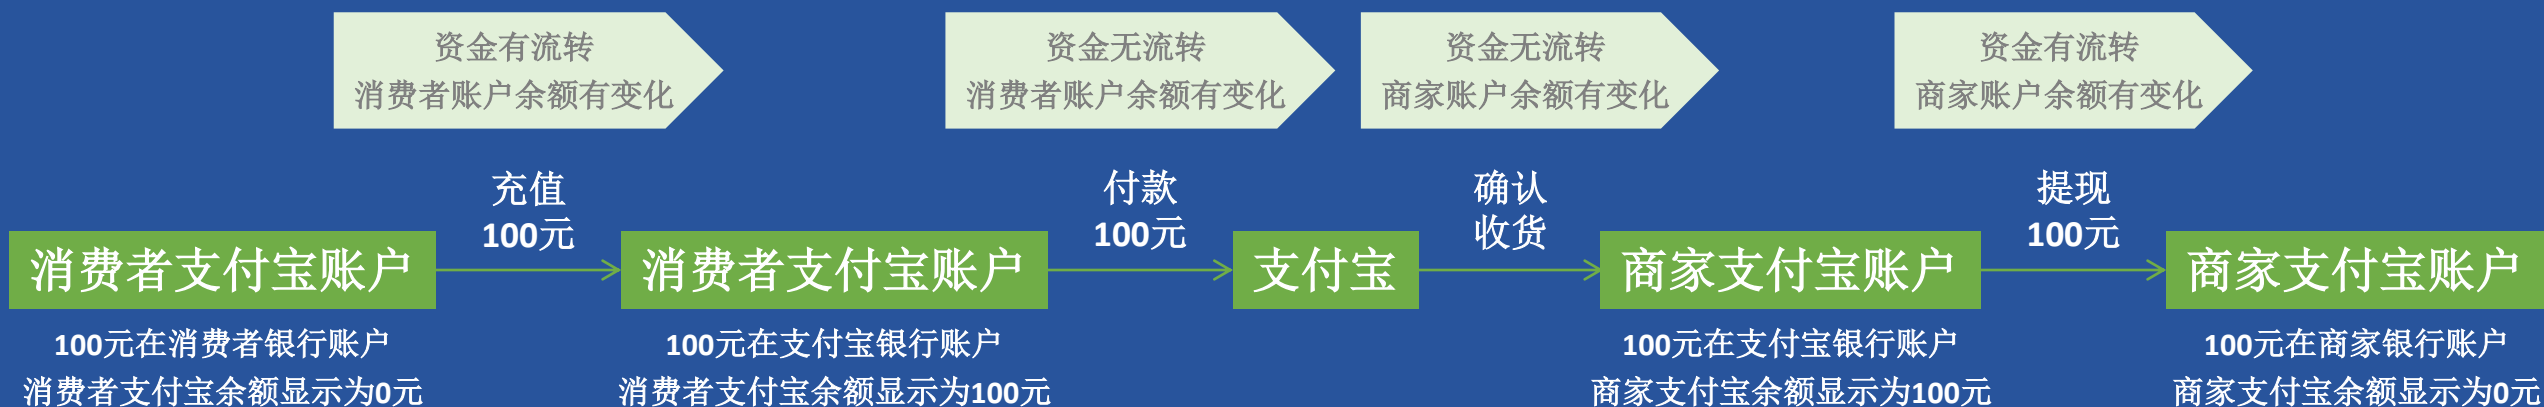 资金有流转
消费者账户余额有变化
资金无流转
消费者账户余额有变化
资金无流转
商家账户余额有变化
资金有流转
商家账户余额有变化
充值
100元
付款
100元
确认
收货
提现
100元
消费者支付宝账户
消费者支付宝账户
支付宝
商家支付宝账户
商家支付宝账户
100元在消费者银行账户
消费者支付宝余额显示为0元
100元在支付宝银行账户
消费者支付宝余额显示为100元
100元在支付宝银行账户
商家支付宝余额显示为100元
100元在商家银行账户
商家支付宝余额显示为0元